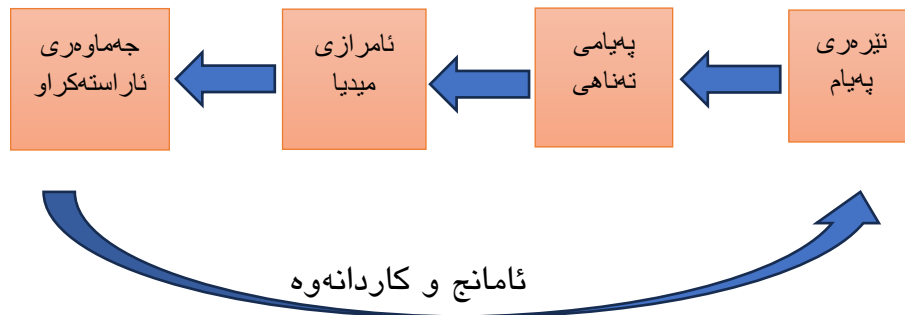 نێرەری
پەیام
پەیامی
تەناهی
ئامرازی
میدیا
جەماوەری
ئاراستەکراو
ئامانج و کاردانەوە